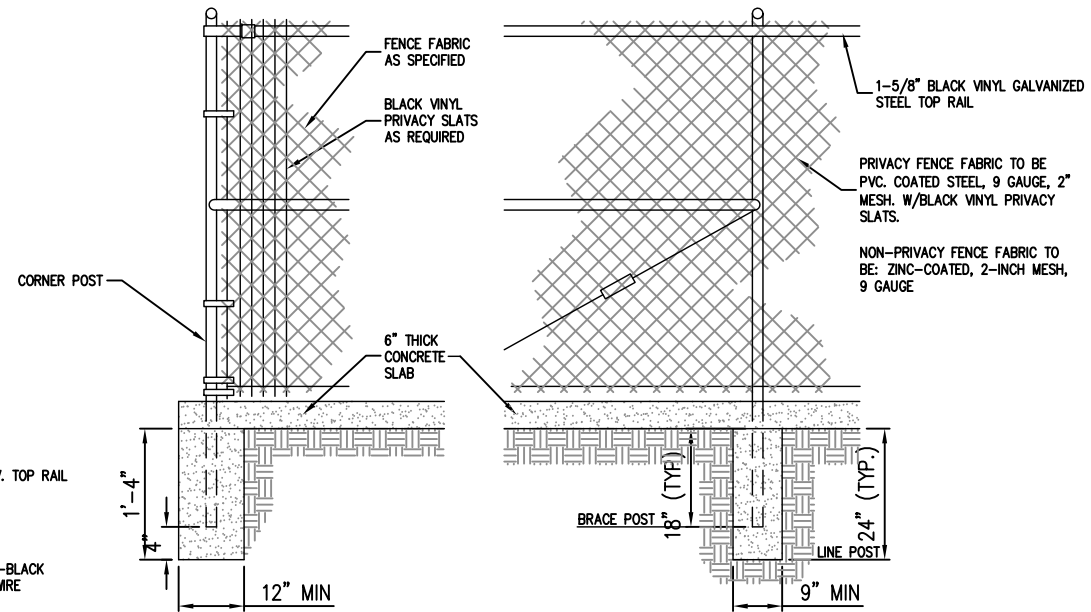 FENCE FABRIC
AS SPECIFIED
BLACK VINYL
PRIVACY SLATS
AS REQUIRED
1-5/8" BLACK VINYL GALVANIZED
STEEL TOP RAIL
PRIVACY FENCE FABRIC TO BE
PVC. COATED STEEL, 9 GAUGE, 2"
MESH. W/BLACK VINYL PRIVACY
SLATS.
NON-PRIVACY FENCE FABRIC TO
BE: ZINC-COATED, 2-INCH MESH,
9 GAUGE
CORNER POST
6" THICK
CONCRETE
SLAB
. TOP RAIL
1'-4"
4"
-BLACK
12" MIN
BRACE POST
18" (TYP)
24" (TYP.)
LINE POST
9" MIN